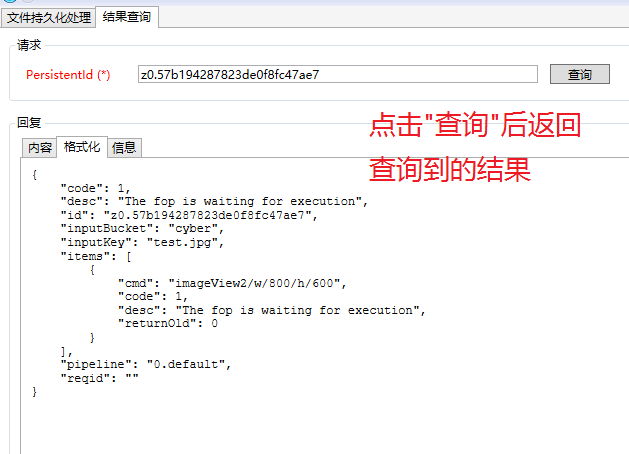 文件持久化处理 结果查询
请求
PersistentId (*) z0.57b194287823de0f8fc47ae7 查询
点击"查询"后返回
查询到的结果
回复
内容 格式化 信息
{
"code": 1,
"desc": "The fop is waiting for execution",
"id": "z0.57b194287823de0f8fc47ae7",
"inputBucket": "cyber",
"inputKey": "test.jpg",
"items": [
{
"cmd": "imageView2/w/800/h/600",
"code": 1,
"desc": "The fop is waiting for execution",
"returnOld": 0
}
],
"pipeline": "0.default",
"reqid": ""
}